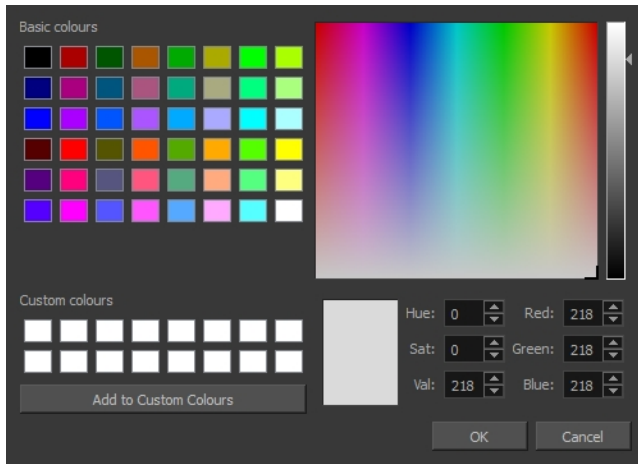 Basic colours
Custom colours
Add to Custom Colours
Hue: 0 Red: 218
Sat: 0 Green: 218
Val: 218 Blue: 218
OK Cancel